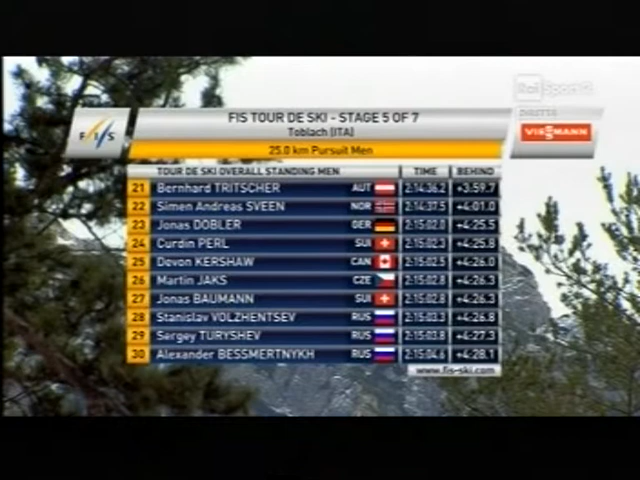 Rai Sport 2
DIRETTA
FIS
FIS TOUR DE SKI - STAGE 5 OF 7
Toblach (ITA)
VIESMANN
25.0 km Pursuit Men
TOUR DE SKI OVERALL STANDING MEN TIME BEHIND
21 Bernhard TRITSCHER AUT 2:14:36.2 +3:59.7
22 Simen Andreas SVEEN NOR 2:14:37.5 +4:01.0
23 Jonas DOBLER GER 2:15:02.0 +4:25.5
24 Curdin PERL SUI 2:15:02.3 +4:25.8
25 Devon KERSHAW CAN 2:15:02.5 +4:26.0
26 Martin JAKS CZE 2:15:02.8 +4:26.3
27 Jonas BAUMANN SUI 2:15:02.8 +4:26.3
28 Stanislav VOLZHENTSEV RUS 2:15:03.3 +4:26.8
29 Sergey TURYSHEV RUS 2:15:03.8 +4:27.3
30 Alexander BESSMERTNYKH RUS 2:15:04.6 +4:28.1
www.fis-ski.com